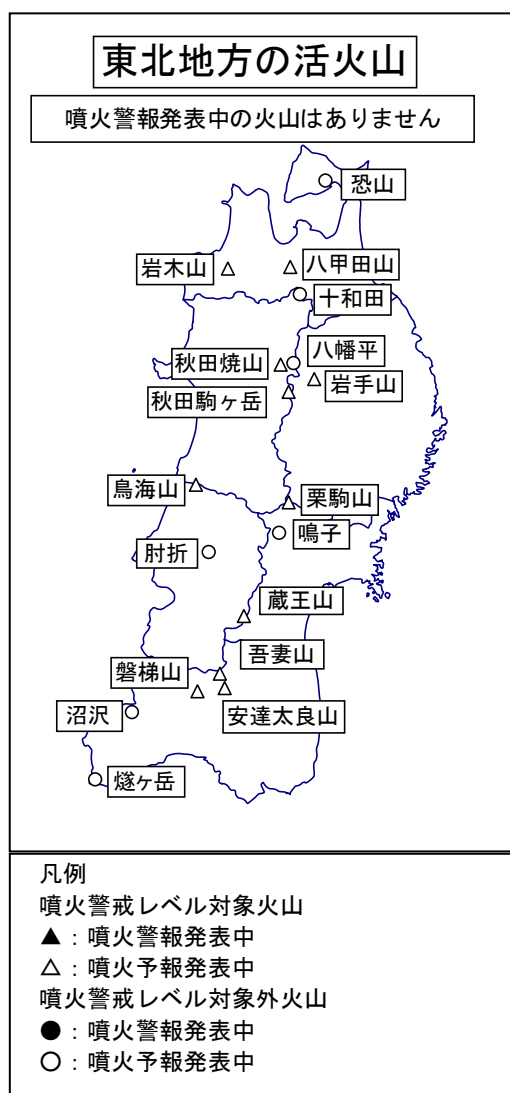 東北地方の活火山
噴火警報発表中の火山はありません
恐山
岩木山
八甲田山
十和田
八幡平
秋田焼山
岩手山
秋田駒ヶ岳
鳥海山
栗駒山
鳴子
肘折
蔵王山
吾妻山
磐梯山
沼沢
安達太良山
燧ヶ岳
凡例
噴火警戒レベル対象火山
▲：噴火警報発表中
△：噴火予報発表中
噴火警戒レベル対象外火山
●：噴火警報発表中
○：噴火予報発表中